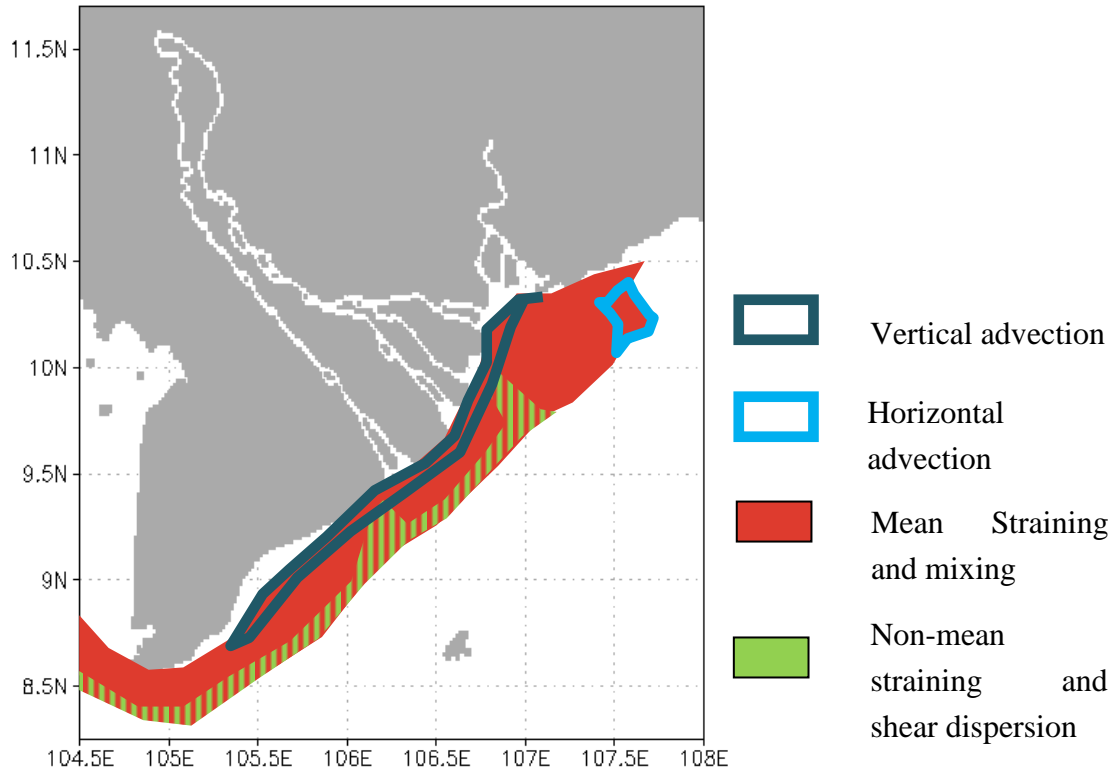 11.5N
11N
10.5N
10N
9.5N
9N
8.5N
104.5E 105E 105.5E 106E 106.5E 107E 107.5E 108E
Vertical advection
Horizontal
advection
Mean Straining
and mixing
Non-mean
straining and
shear dispersion